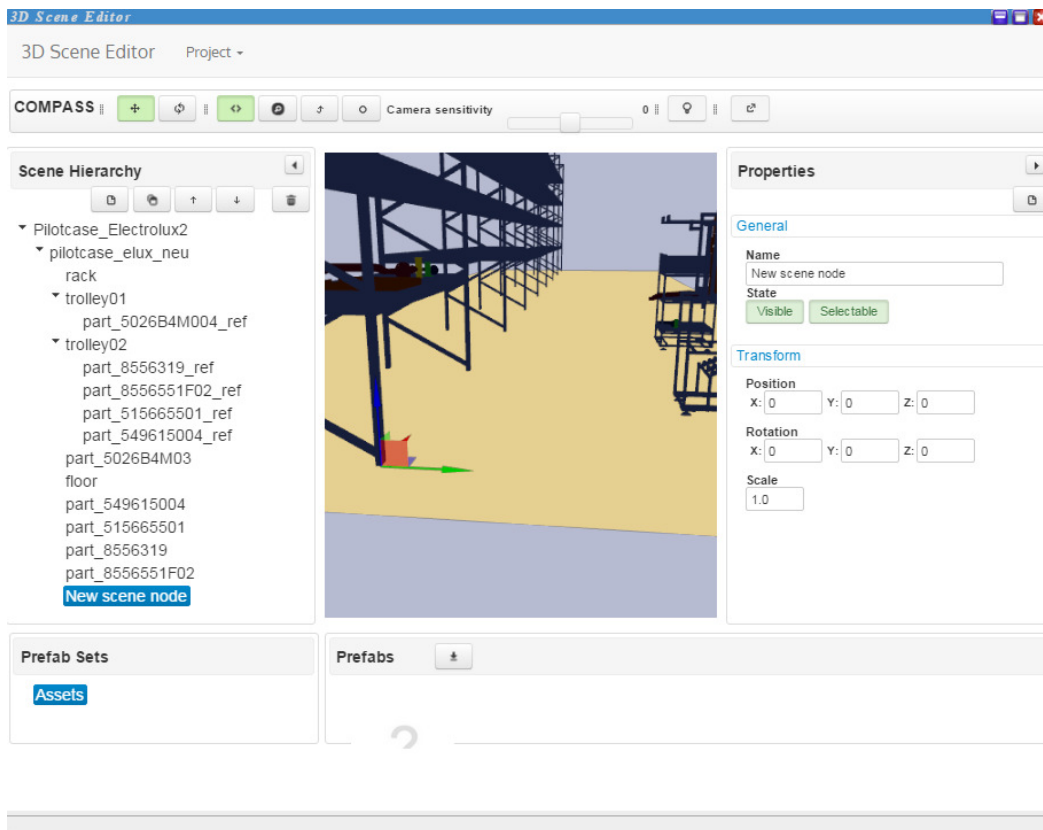 3D Scene Editor
3D Scene Editor Project
COMPASS Camera sensitivity 0
Scene Hierarchy
Pilotcase_Electrolux2
pilotcase_elux_neu
rack
trolley01
part_5026B4M004_ref
trolley02
part_8556319_ref
part_8556551F02_ref
part_515665501_ref
part_549615004_ref
part_5026B4M03
floor
part_549615004
part_515665501
part_8556319
part_8556551F02
New scene node
Properties
General
Name
New scene node
State
Visible Selectable
Transform
Position
X: 0 Y: 0 Z: 0
Rotation
X: 0 Y: 0 Z: 0
Scale
1.0
Prefab Sets
Assets
Prefabs
?